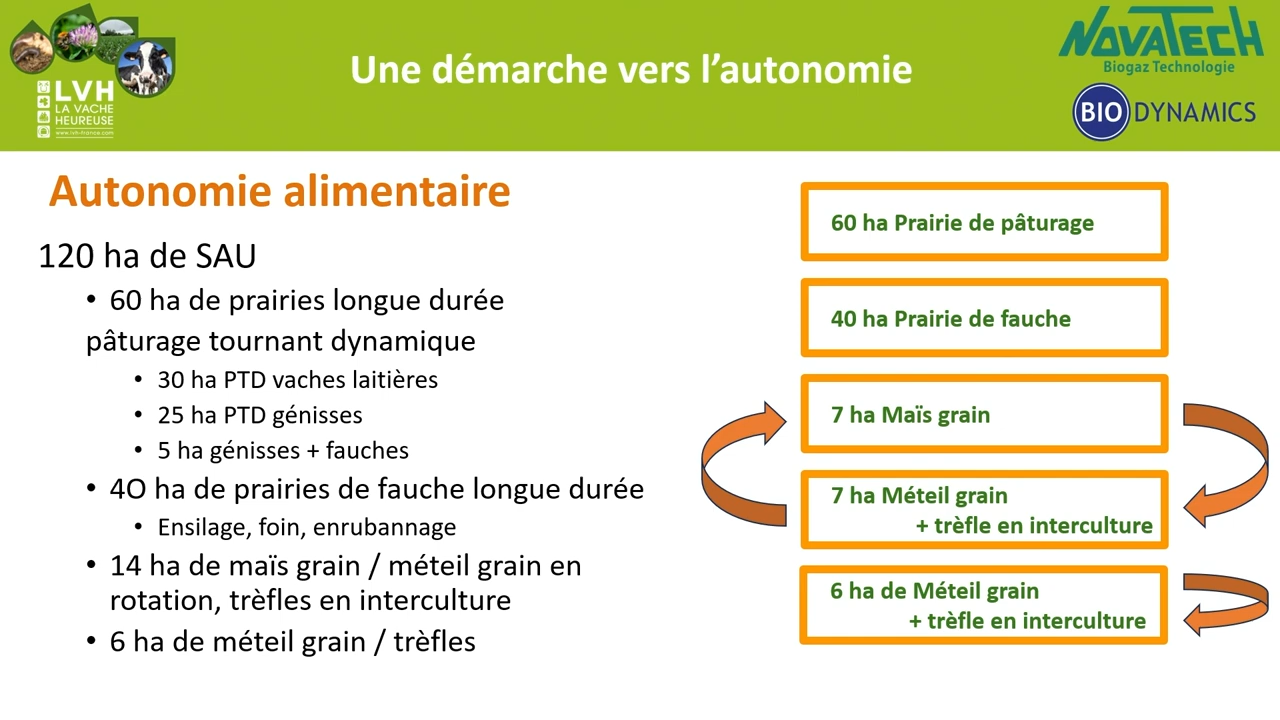 LVH
LA VACHE
HEUREUSE
www.lvh-france.com
Une démarche vers l’autonomie
NOVATECH
Biogaz Technologie
BIO DYNAMICS
Autonomie alimentaire
120 ha de SAU
• 60 ha de prairies longue durée
pâturage tournant dynamique
• 30 ha PTD vaches laitières
• 25 ha PTD génisses
• 5 ha génisses + fauches
• 4O ha de prairies de fauche longue durée
• Ensilage, foin, enrubannage
• 14 ha de maïs grain / méteil grain en
rotation, trèfles en interculture
• 6 ha de méteil grain / trèfles
60 ha Prairie de pâturage
40 ha Prairie de fauche
7 ha Maïs grain
7 ha Méteil grain
+ trèfle en interculture
6 ha de Méteil grain
+ trèfle en interculture